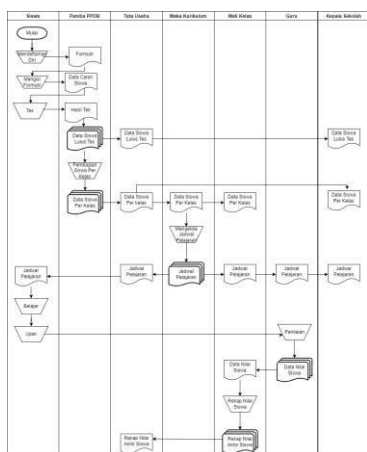 Siswa
Panitia PPDB
Tata Usaha
Waka Kurikulum
Wali Kelas
Guru
Kepala Sekolah
Mulai
Mendaftarkan
Diri
Formulir
Mengisi
Formulir
Data Calon
Siswa
Tes
Hasil Tes
Data Siswa
Lulus Tes
Data Siswa
Lulus Tes
Data Siswa
Lulus Tes
Pembagian
Siswa Per
Kelas
Data Siswa
Per Kelas
Data Siswa
Per kelas
Data Siswa
Per Kelas
Data Siswa
Per Kelas
Data Siswa
Per Kelas
Mengelola
Jadwal
Pelajaran
Jadwal
Pelajaran
Jadwal
Pelajaran
Jadwal
Pelajaran
Jadwal
Pelajaran
Jadwal
Pelajaran
Jadwal
Pelajaran
Belajar
Ujian
Penilaian
Data Nilai
Siswa
Data Nilai
Siswa
Rekap Nilai
Siswa
Rekap Nilai
Akhir Siswa
Rekap Nilai
Akhir Siswa